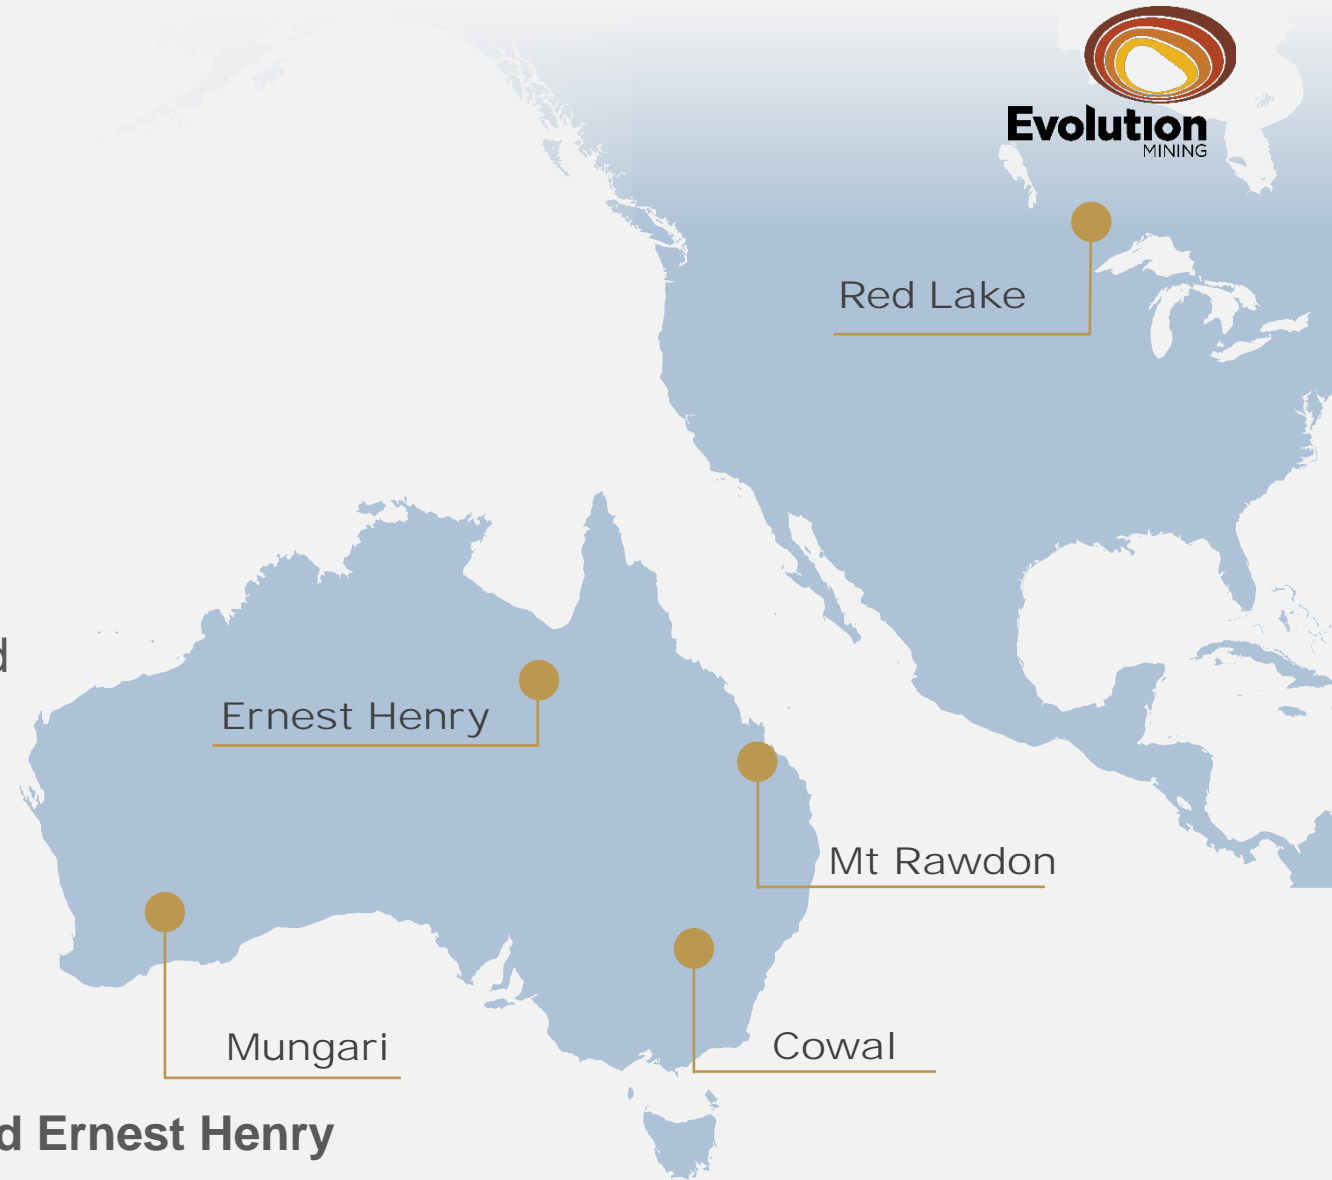 Evolution
MINING
Red Lake
d
Ernest Henry
Mt Rawdon
Mungari
Cowal
d Ernest Henry